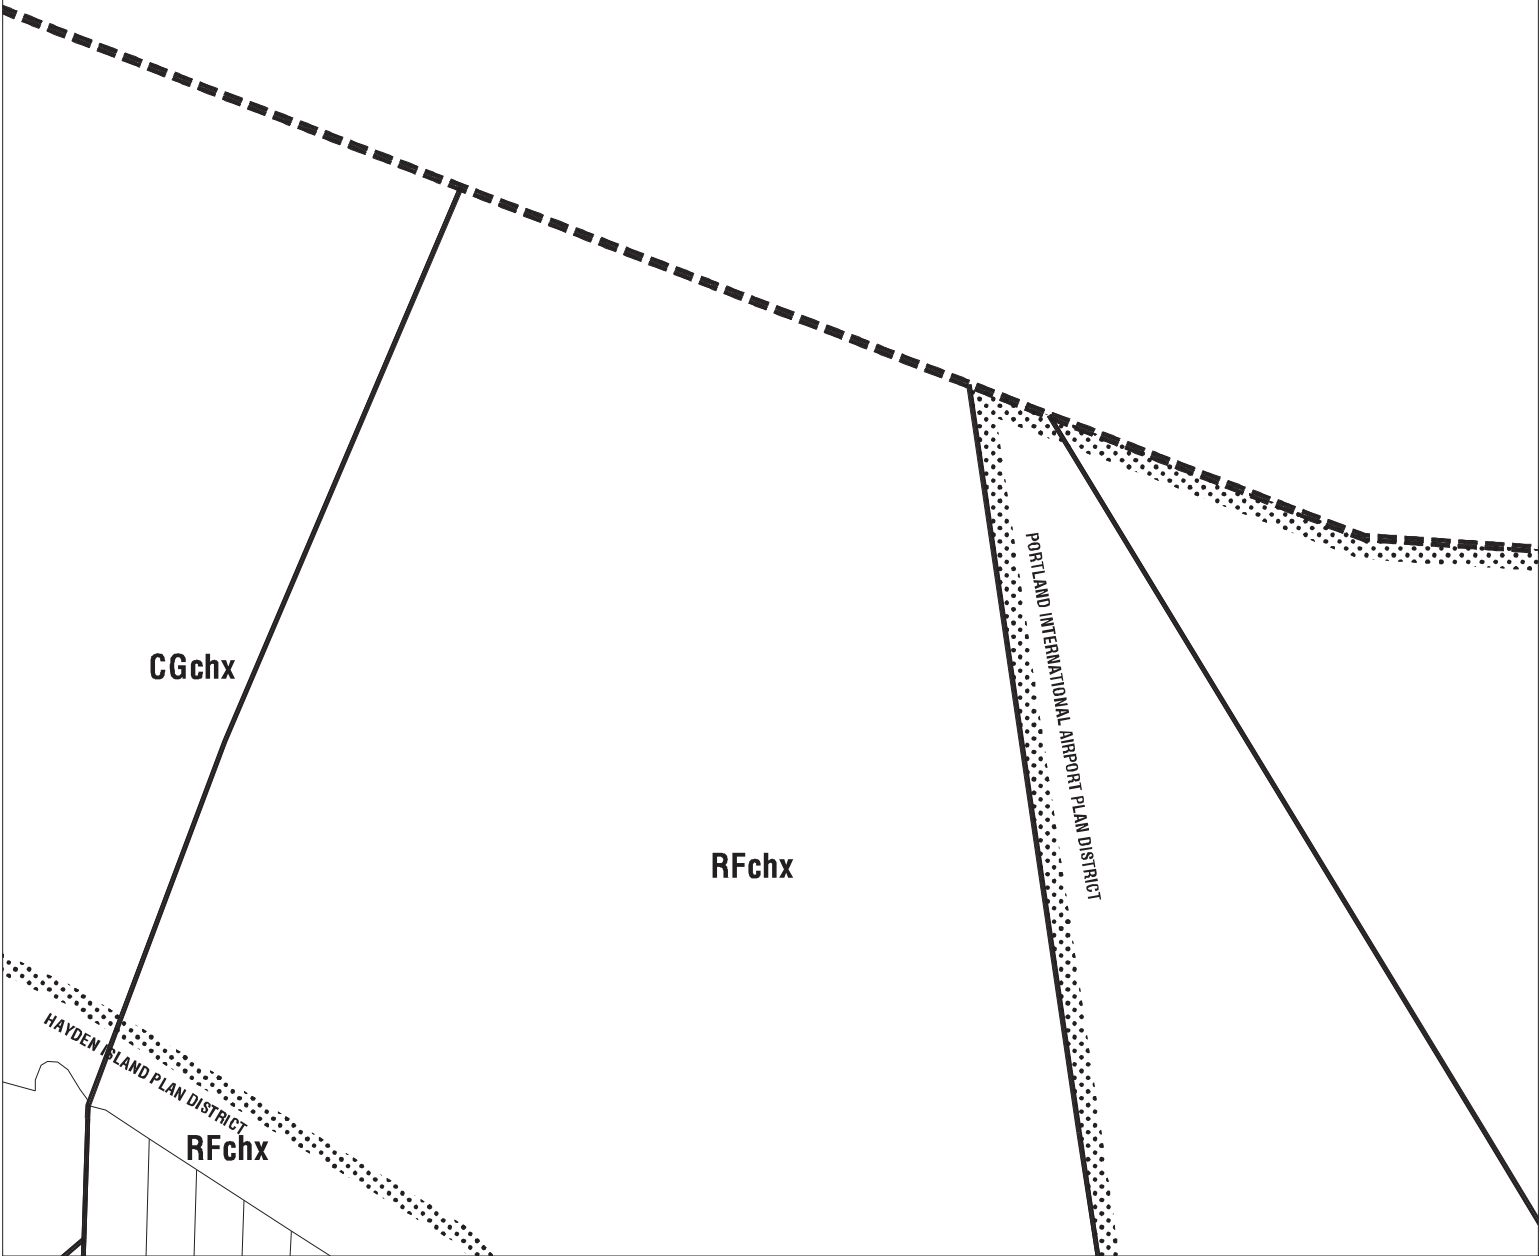 PORTLAND INTERNATIONAL AIRPORT PLAN DISTRICT
CGchx
RFchx
HAYDEN ISLAND PLAN DISTRICT
RFchx